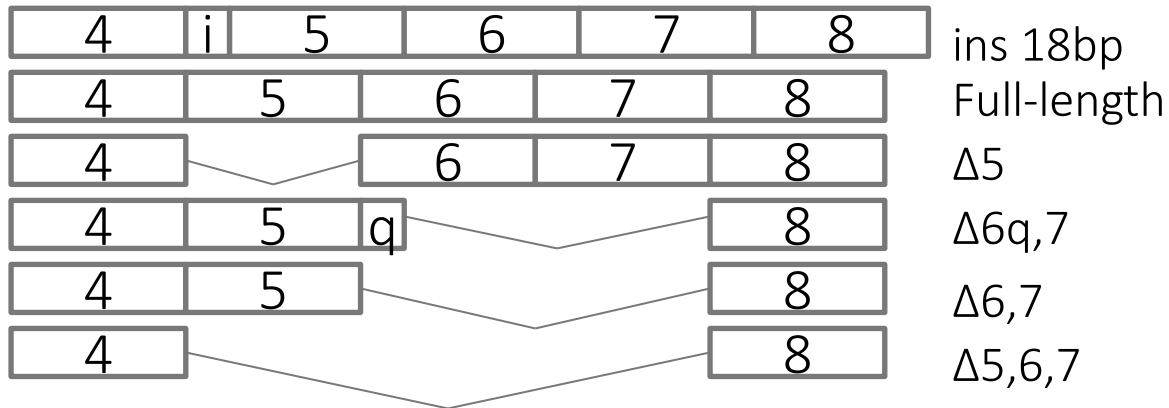 4 i 5 6 7 8 ins 18bp
4 5 6 7 8 Full-length
4 6 7 8 Δ5
4 5 q 8 Δ6q,7
4 5 8 Δ6,7
4 8 Δ5,6,7